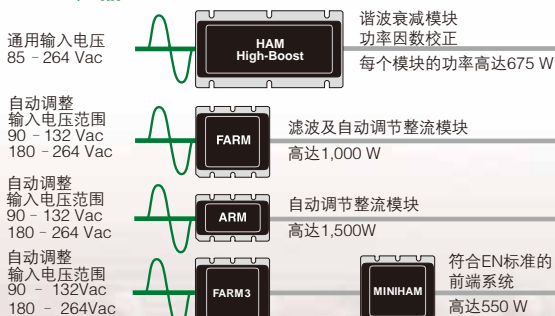 通用输入电压
85 – 264 Vac
HAM
High-Boost
谐波衰减模块
功率因数校正
每个模块的功率高达675 W
自动调整
输入电压范围
90 – 132 Vac
180 – 264 Vac
FARM
滤波及自动调节整流模块
高达1,000 W
自动调整
输入电压范围
90 – 132 Vac
180 – 264 Vac
ARM
自动调节整流模块
高达1,500W
自动调整
输入电压范围
90 – 132Vac
180 – 264Vac
FARM3
MINIHAM
符合EN标准的
前端系统
高达550 W